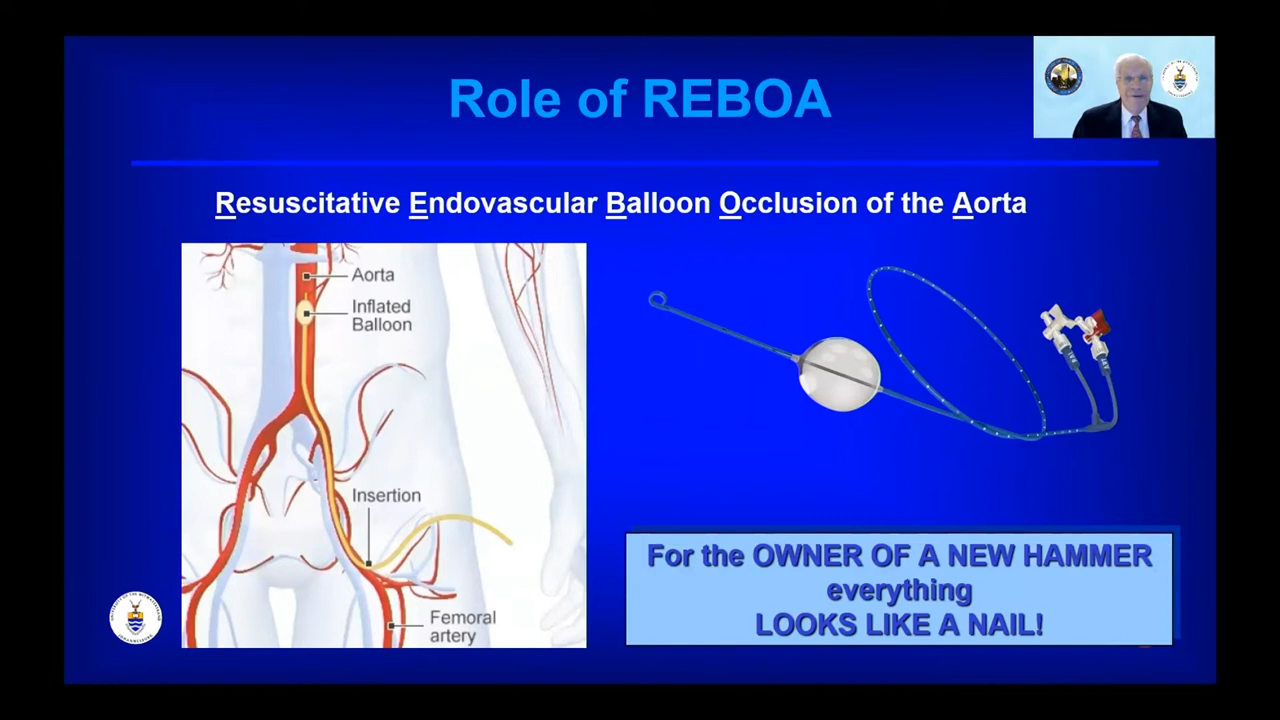 Role of REBOA
Resuscitative Endovascular Balloon Occlusion of the Aorta
Aorta
Inflated
Balloon
Insertion
Femoral
artery
For the OWNER OF A NEW HAMMER
everything
LOOKS LIKE A NAIL!